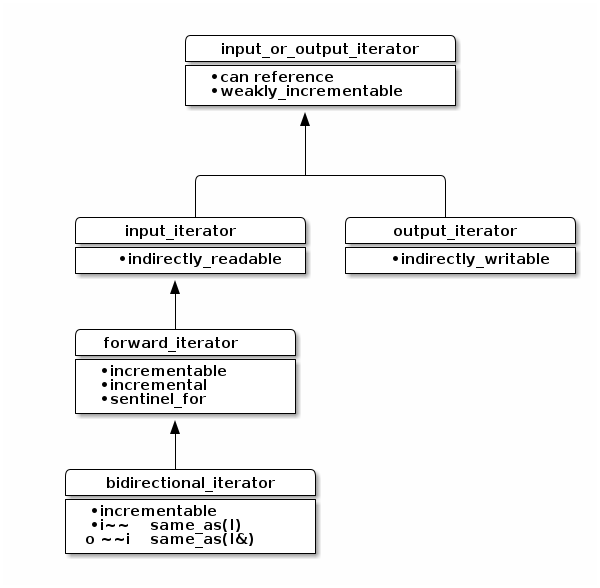 input_or_output_iterator
•can reference
•weakly_incrementable
input_iterator
•indirectly_readable
output_iterator
•indirectly_writable
forward_iterator
•incrementable
•incremental
•sentinel_for
bidirectional_iterator
•incrementable
•i~~ same_as(I)
o ~~i same_as(I&)